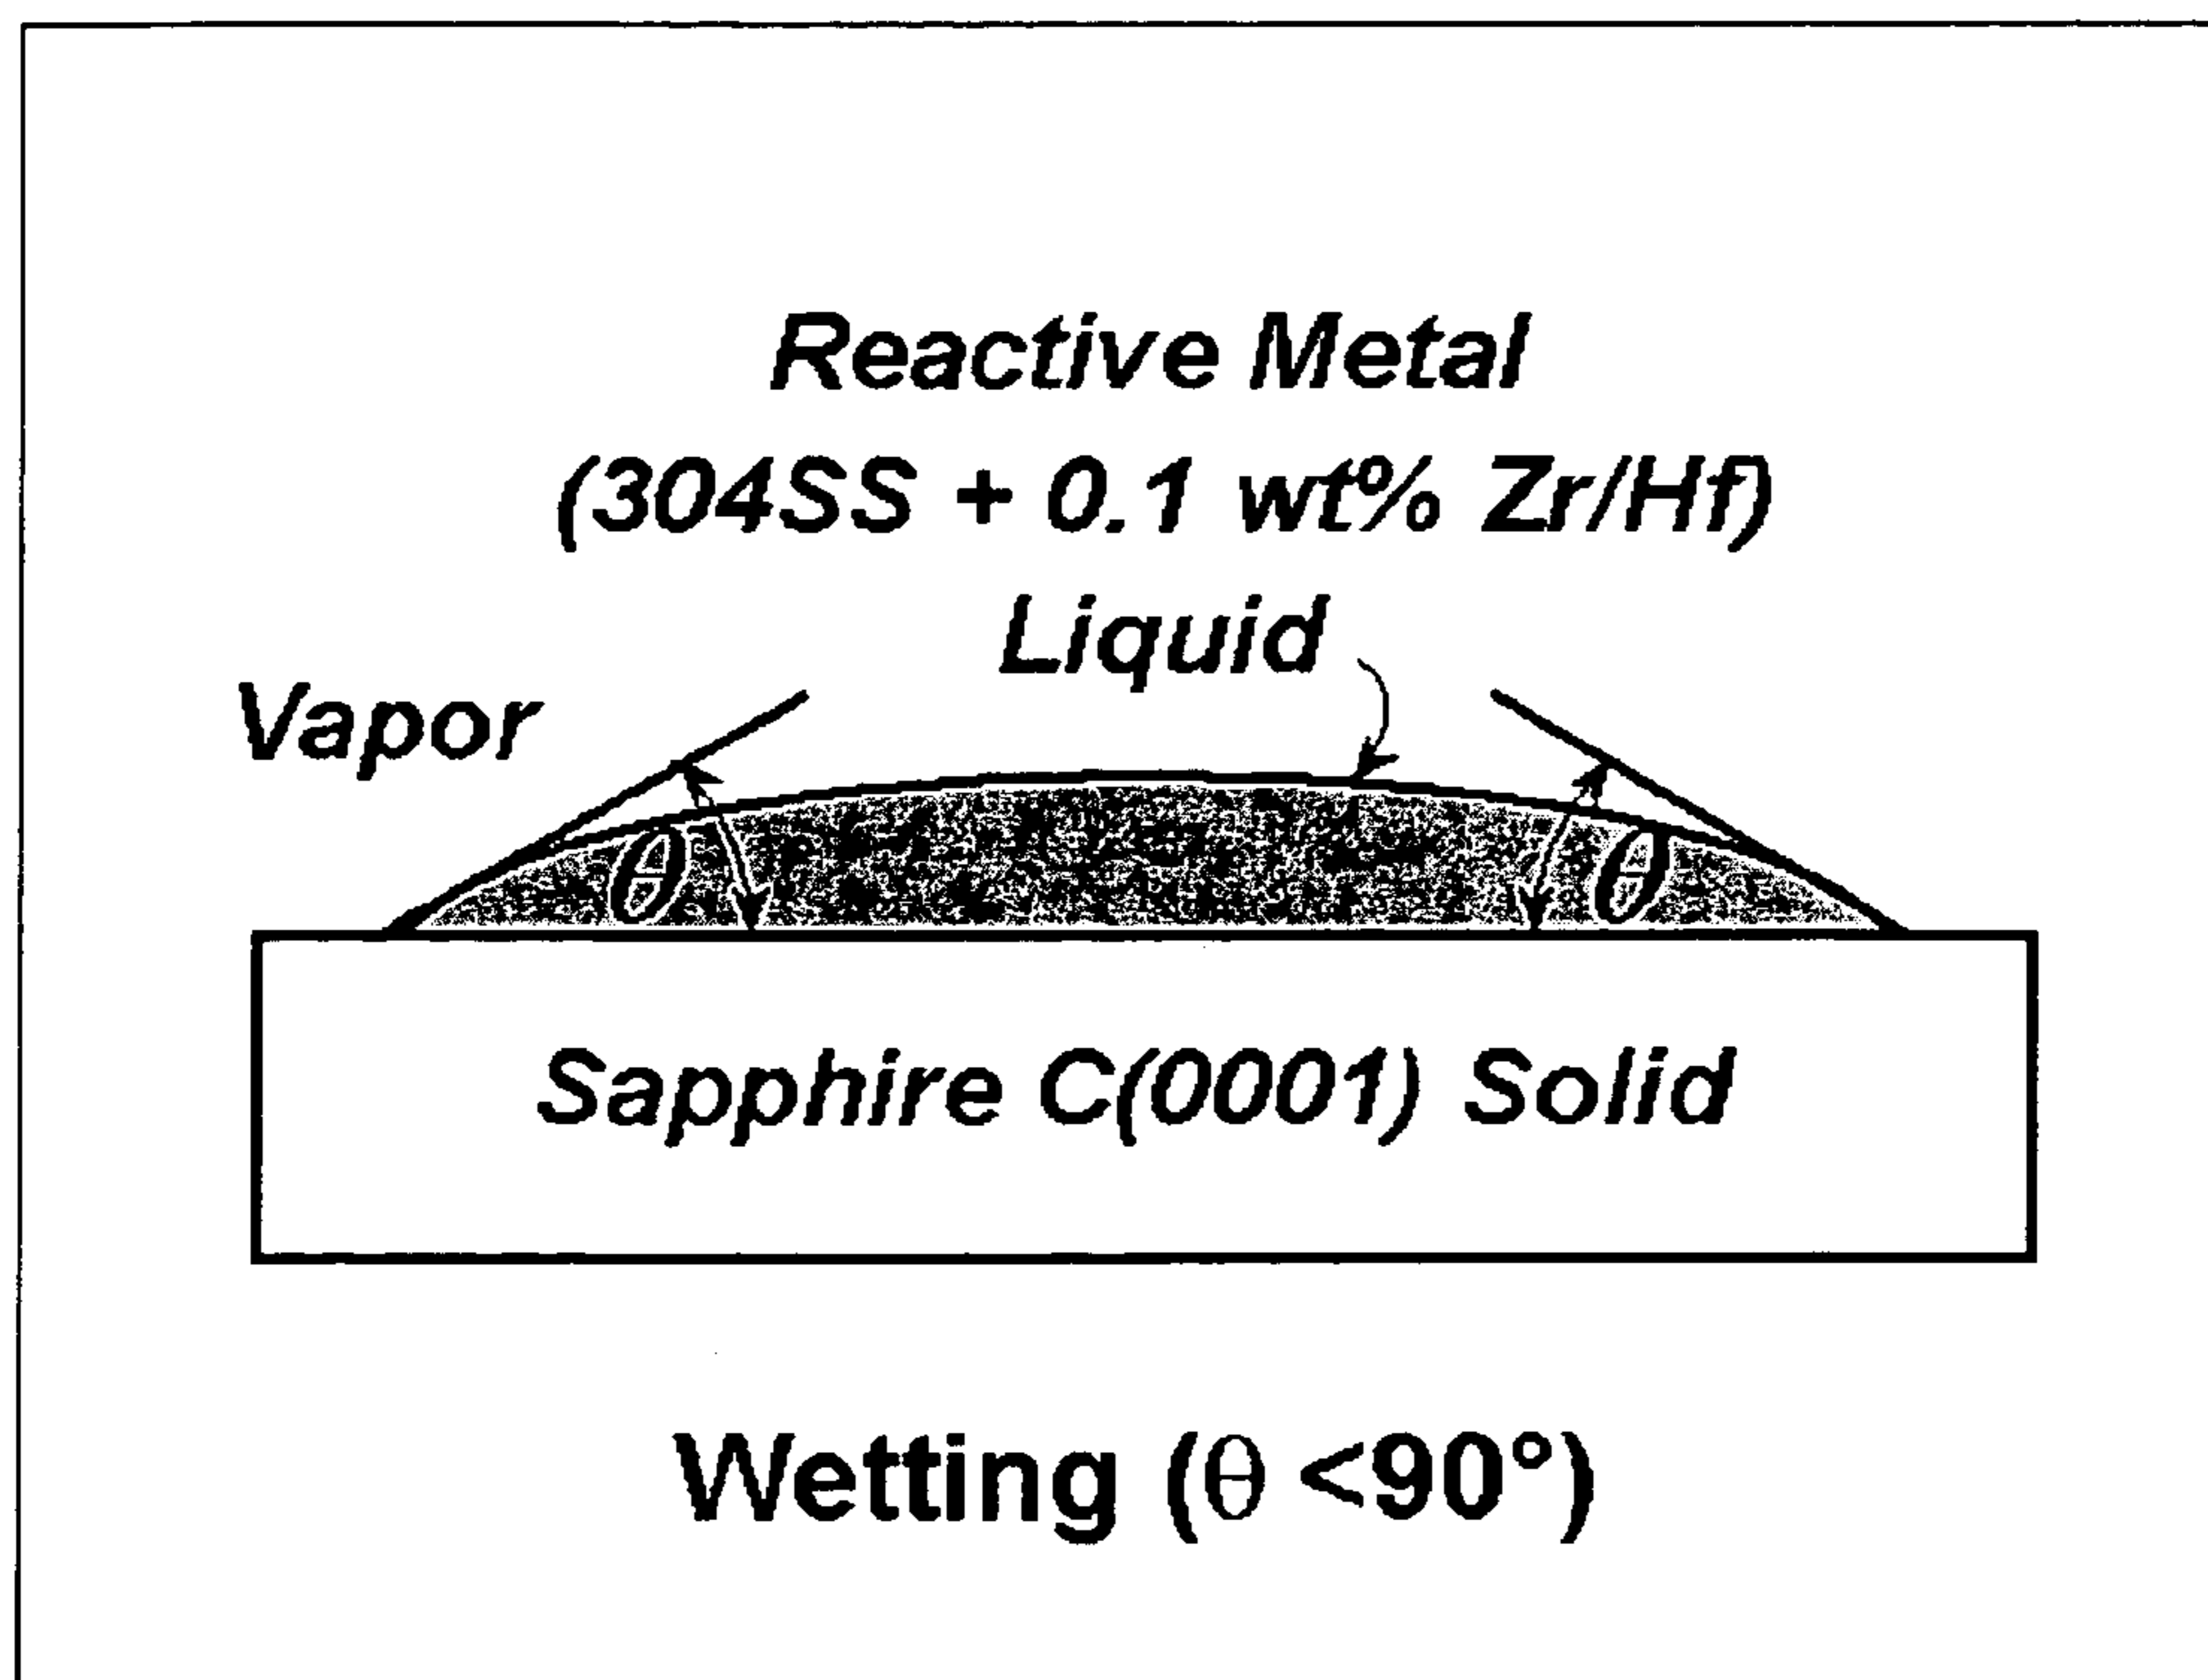 Reactive Metal
(304SS + 0.1 wt% Zr/Hf)
Liquid
Vapor
θ θ
Sapphire C(0001) Solid
Wetting (θ <90°)